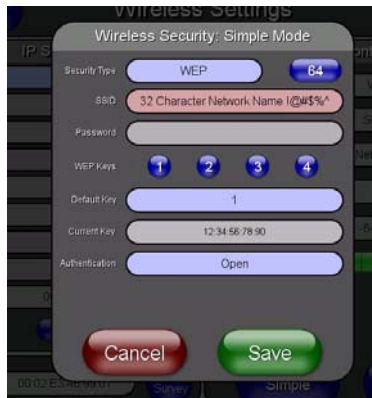 Wireless Settings
IP S
Wireless Security: Simple Mode
Security Type WEP 64
SSID 32 Character Network Name !@#$%^
Password
WEP Keys 1 2 3 4
Default Key 1
Current Key 12:34:56:78:90
Authentication Open
Cancel Save
Survey Simple